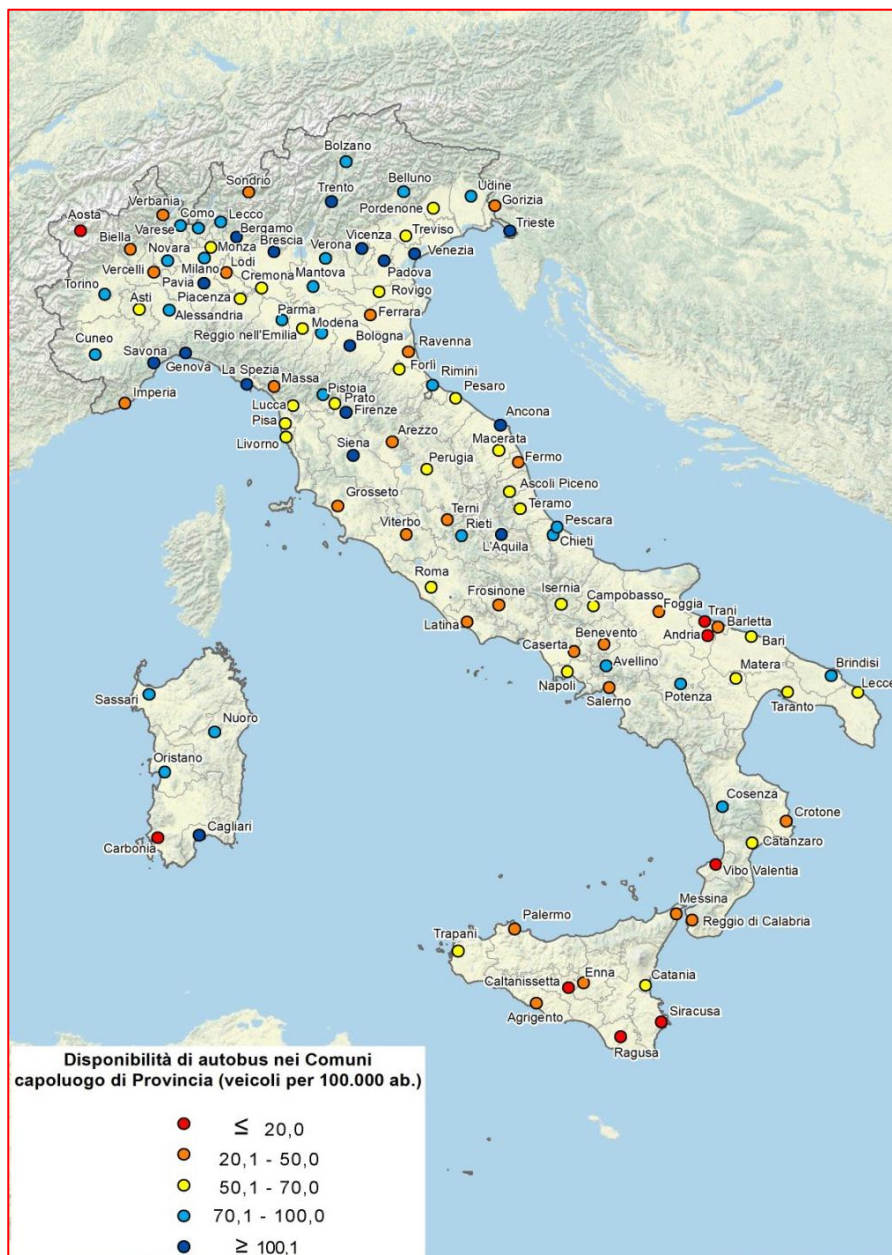 Bolzano
Sondrio
Belluno
Udine
Verbania
Trento
Gorizia
Aosta
Como
Lecco
Pordenone
Varese
Bergamo
Treviso
Trieste
Biella
Monza
Brescia
Verona
Vicenza
Venezia
Novara
Vercelli
Milano
Lodi
Cremona
Mantova
Padova
Torino
Pavia
Rovigo
Asti
Piacenza
Alessandria
Parma
Modena
Ferrara
Reggio nell'Emilia
Cuneo
Bologna
Ravenna
Savona
Genova
La Spezia
Massa
Forlì
Rimini
Imperia
Pistoia
Pesaro
Lucca
Prato
Firenze
Pisa
Ancona
Livorno
Siena
Arezzo
Macerata
Perugia
Fermo
Grosseto
Ascoli Piceno
Terni
Teramo
Viterbo
Rieti
L'Aquila
Pescara
Chieti
Roma
Frosinone
Isernia
Campobasso
Foggia
Trani
Barletta
Latina
Benevento
Andria
Bari
Caserta
Avellino
Matera
Brindisi
Napoli
Potenza
Lecce
Salerno
Taranto
Sassari
Nuoro
Oristano
Cosenza
Crotone
Cagliari
Carbonia
Catanzaro
Vibo Valentia
Messina
Palermo
Reggio di Calabria
Trapani
Enna
Caltanissetta
Catania
Agrigento
Siracusa
Ragusa
Disponibilità di autobus nei Comuni
capoluogo di Provincia (veicoli per 100.000 ab.)
≤ 20,0
20,1 - 50,0
50,1 - 70,0
70,1 - 100,0
≥ 100,1